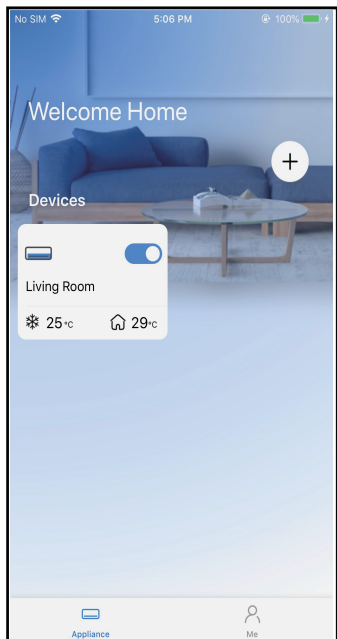 No SIM 5:06 PM 100%
Welcome Home
+
Devices
Living Room
25°C 29°C
Appliance Me